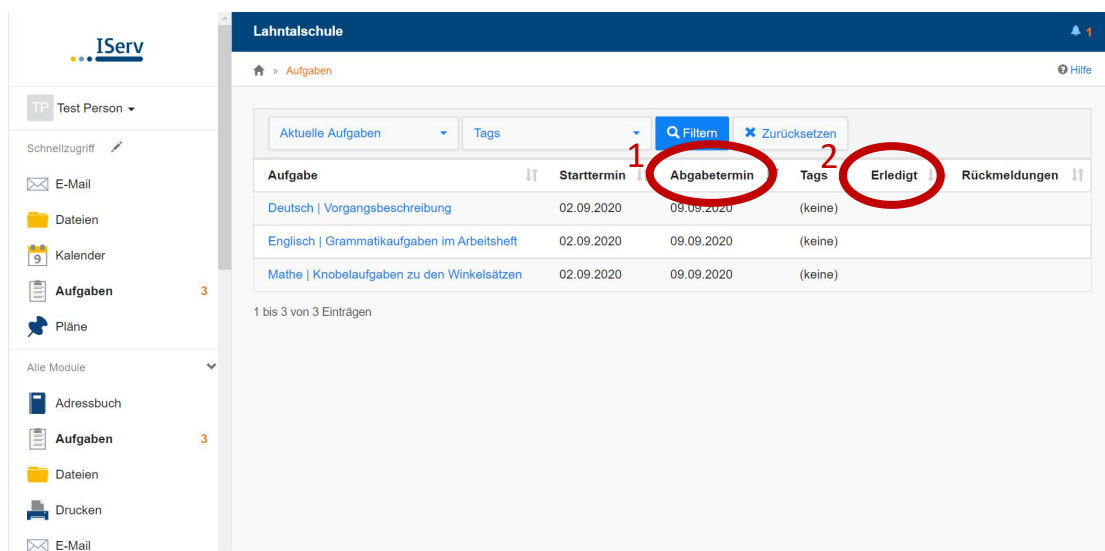 IServ
TP Test Person
Schnellzugriff
E-Mail
Dateien
9 Kalender
Aufgaben 3
Pläne
Alle Module
Adressbuch
Aufgaben 3
Dateien
Drucken
E-Mail
Lahntalschule 1
» Aufgaben Hilfe
Aktuelle Aufgaben Tags Filtern Zurücksetzen
1 2
Aufgabe Starttermin Abgabetermin Tags Erledigt Rückmeldungen
Deutsch | Vorgangsbeschreibung 02.09.2020 09.09.2020 (keine)
Englisch | Grammatikaufgaben im Arbeitsheft 02.09.2020 09.09.2020 (keine)
Mathe | Knobelaufgaben zu den Winkelsätzen 02.09.2020 09.09.2020 (keine)
1 bis 3 von 3 Einträgen